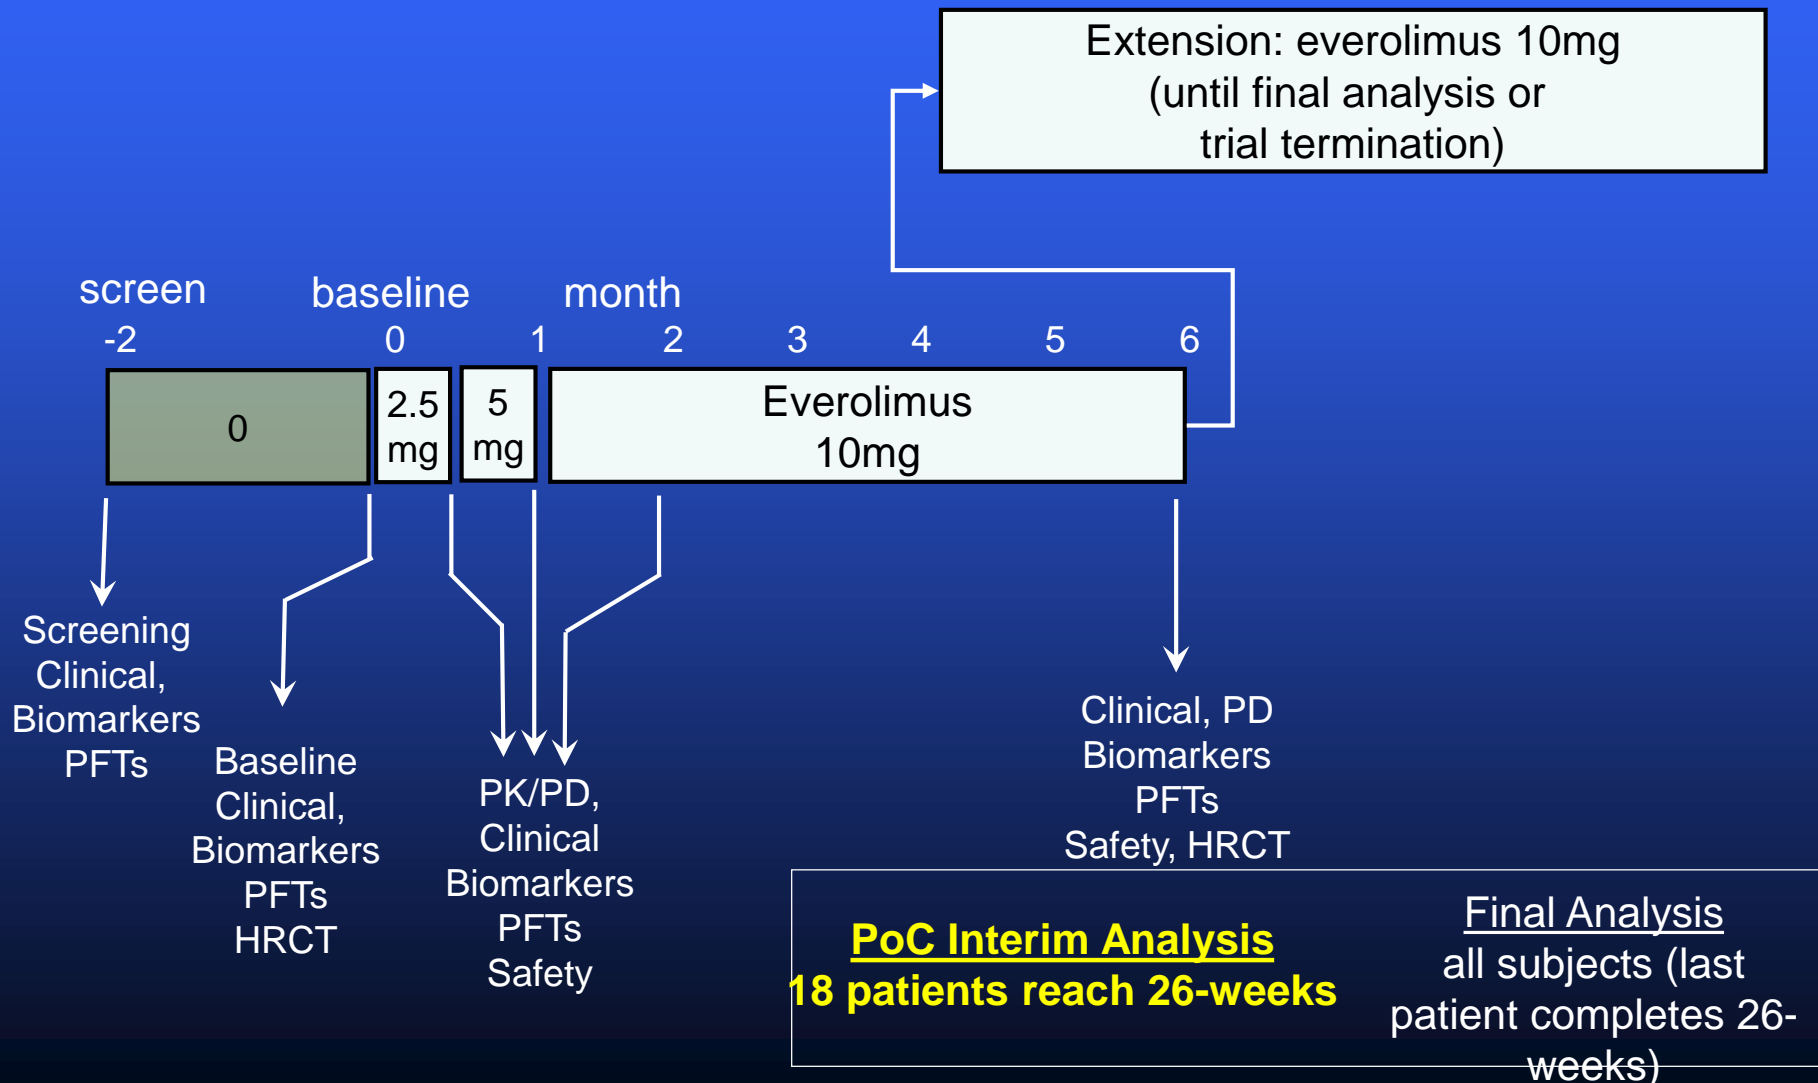 Extension: everolimus 10mg
(until final analysis or
trial termination)
screen baseline month
-2 0 1 2 3 4 5 6
0
2.5
mg
5
mg
Everolimus
10mg
Screening
Clinical,
Biomarkers
PFTs
Baseline
Clinical,
Biomarkers
PFTs
HRCT
PK/PD,
Clinical
Biomarkers
PFTs
Safety
Clinical, PD
Biomarkers
PFTs
Safety, HRCT
PoC Interim Analysis
18 patients reach 26-weeks
Final Analysis
all subjects (last
patient completes 26-
weeks)